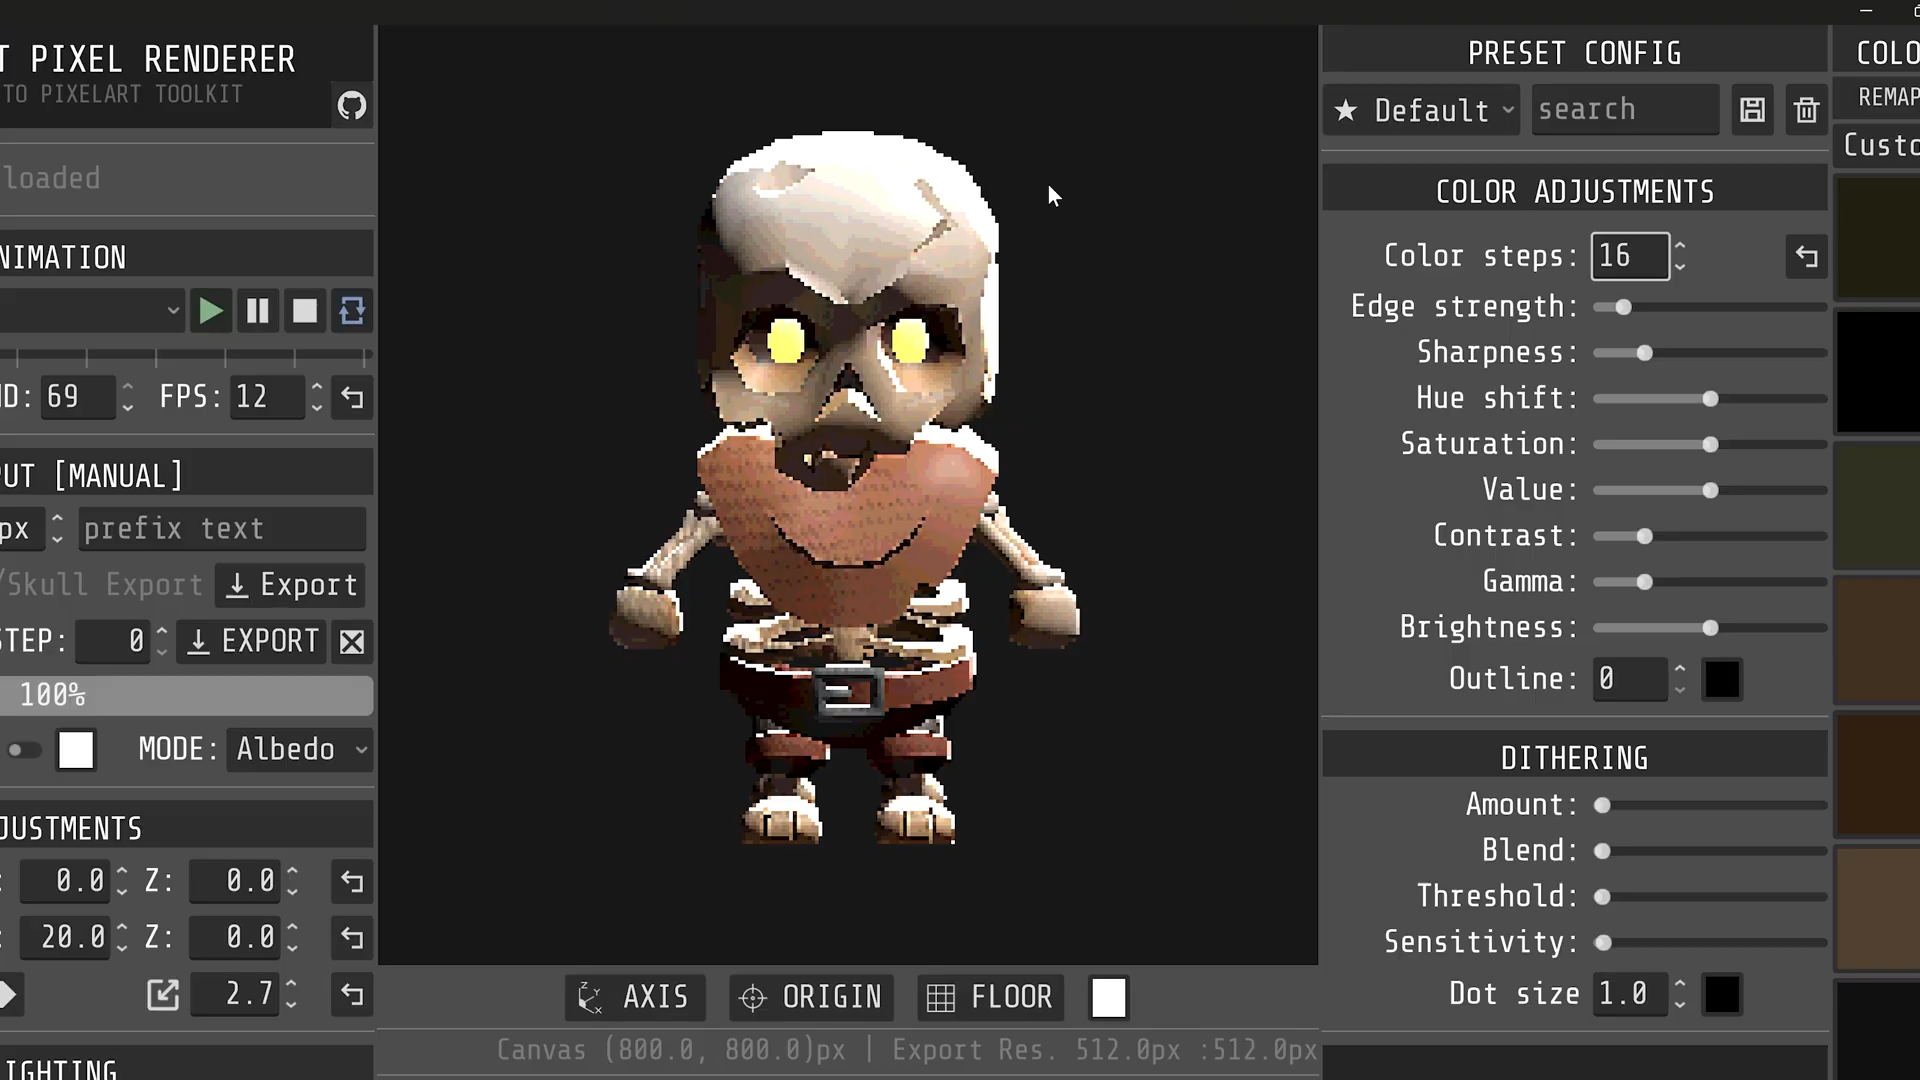 T PIXEL RENDERER
TO PIXELART TOOLKIT
loaded
NIMATION
ND: 69 FPS: 12
PUT [MANUAL]
px prefix text
/Skull Export Export
STEP: 0 EXPORT
100%
MODE: Albedo
DJUSTMENTS
: 0.0 Z: 0.0
: 20.0 Z: 0.0
2.7
IGHTING
AXIS ORIGIN FLOOR
Canvas (800.0, 800.0)px | Export Res. 512.0px :512.0px
PRESET CONFIG
Default search
COLOR ADJUSTMENTS
Color steps: 16
Edge strength:
Sharpness:
Hue shift:
Saturation:
Value:
Contrast:
Gamma:
Brightness:
Outline: 0
DITHERING
Amount:
Blend:
Threshold:
Sensitivity:
Dot size 1.0
COLO
REMAP
Custo